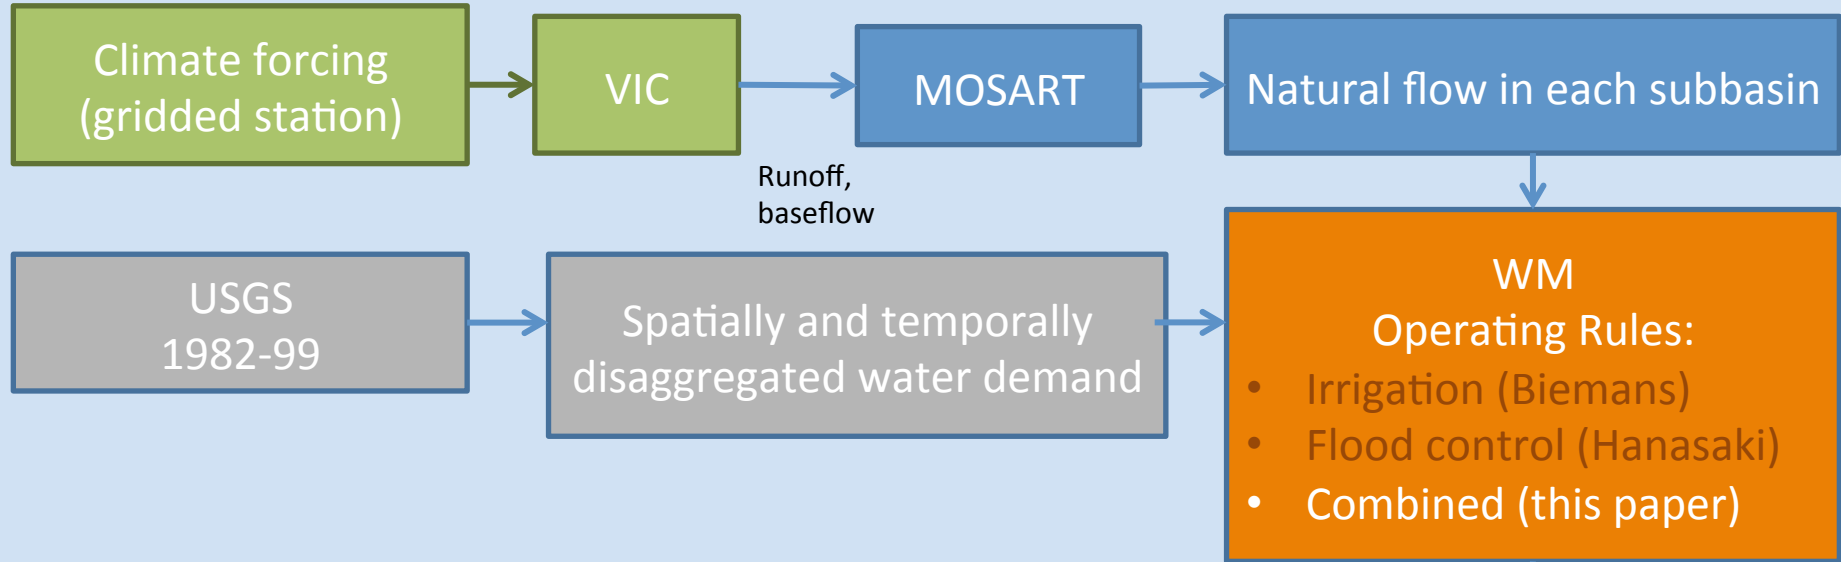 Climate forcing
(gridded station)
VIC
MOSART
Natural flow in each subbasin
Runoff,
baseflow
USGS
1982-99
Spatially and temporally
disaggregated water demand
WM
Operating Rules:
• Irrigation (Biemans)
• Flood control (Hanasaki)
• Combined (this paper)